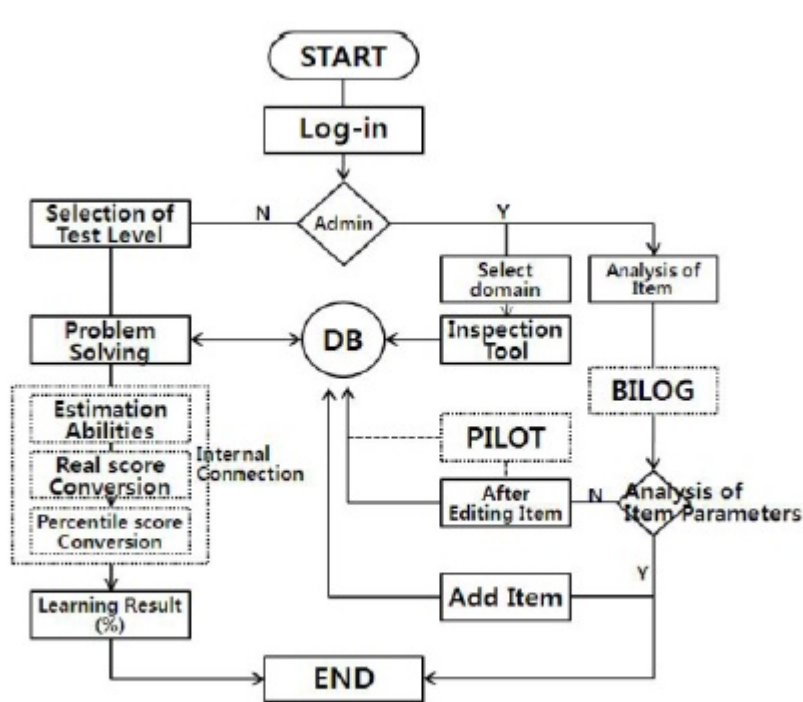 START
Log-in
Admin
N
Y
Selection of
Test Level
Select
domain
Analysis of
Item
Problem
Solving
DB
Inspection
Tool
BILOG
Estimation
Abilities
Real score
Conversion
Percentile score
Conversion
Internal
Connection
PILOT
After
Editing Item
N
Analysis of
Item Parameters
Y
Learning Result
(%)
Add Item
END